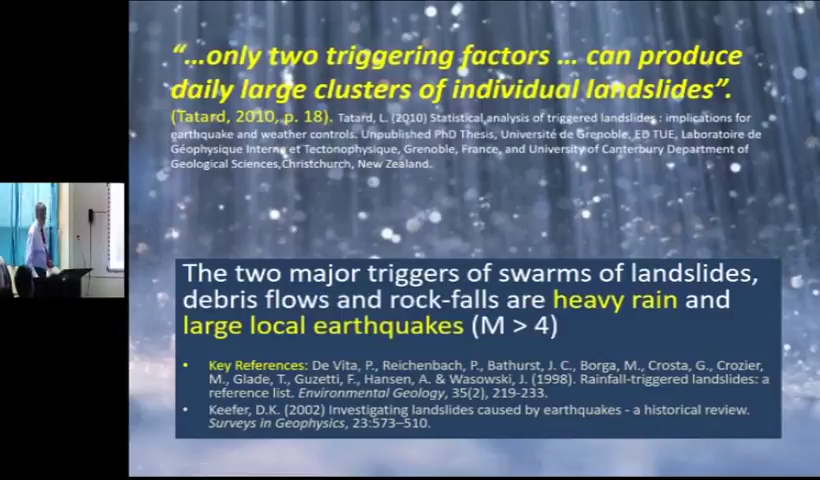 “...only two triggering factors ... can produce
daily large clusters of individual landslides”.
(Tatard, 2010, p. 18). Tatard, L. (2010) Statistical analysis of triggered landslides : implications for
earthquake and weather controls. Unpublished PhD Thesis, Université de Grenoble, ED TUE, Laboratoire de
Géophysique Interne et Tectonophysique, Grenoble, France, and University of Canterbury Department of
Geological Sciences,Christchurch, New Zealand.
The two major triggers of swarms of landslides,
debris flows and rock-falls are heavy rain and
large local earthquakes (M > 4)
• Key References: De Vita, P., Reichenbach, P., Bathurst, J. C., Borga, M., Crosta, G., Crozier,
M., Glade, T., Guzetti, F., Hansen, A. & Wasowski, J. (1998). Rainfall-triggered landslides: a
reference list. Environmental Geology, 35(2), 219-233.
• Keefer, D.K. (2002) Investigating landslides caused by earthquakes - a historical review.
Surveys in Geophysics, 23:573–510.